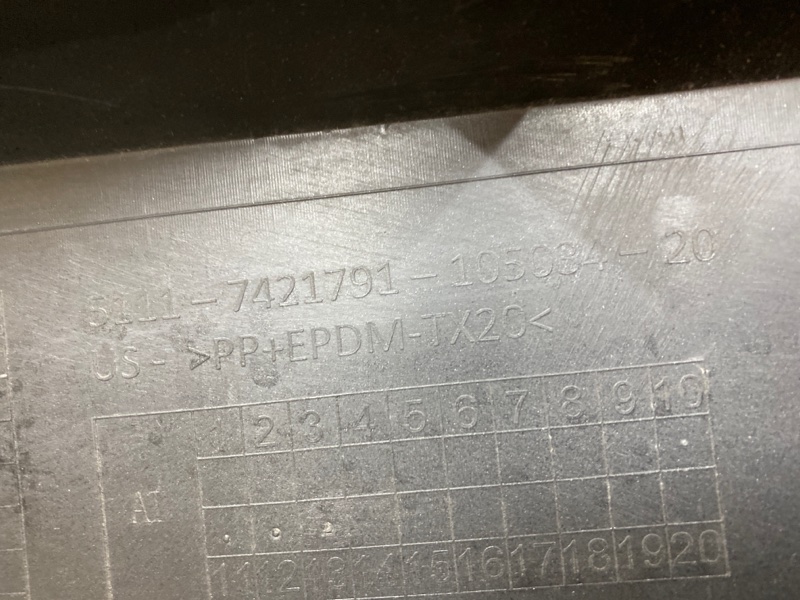 5111-7421791-105084-20
US- >PP+EPDM-TX20<
1 2 3 4 5 6 7 8 9 10
AI
11 12 13 14 15 16 17 18 19 20